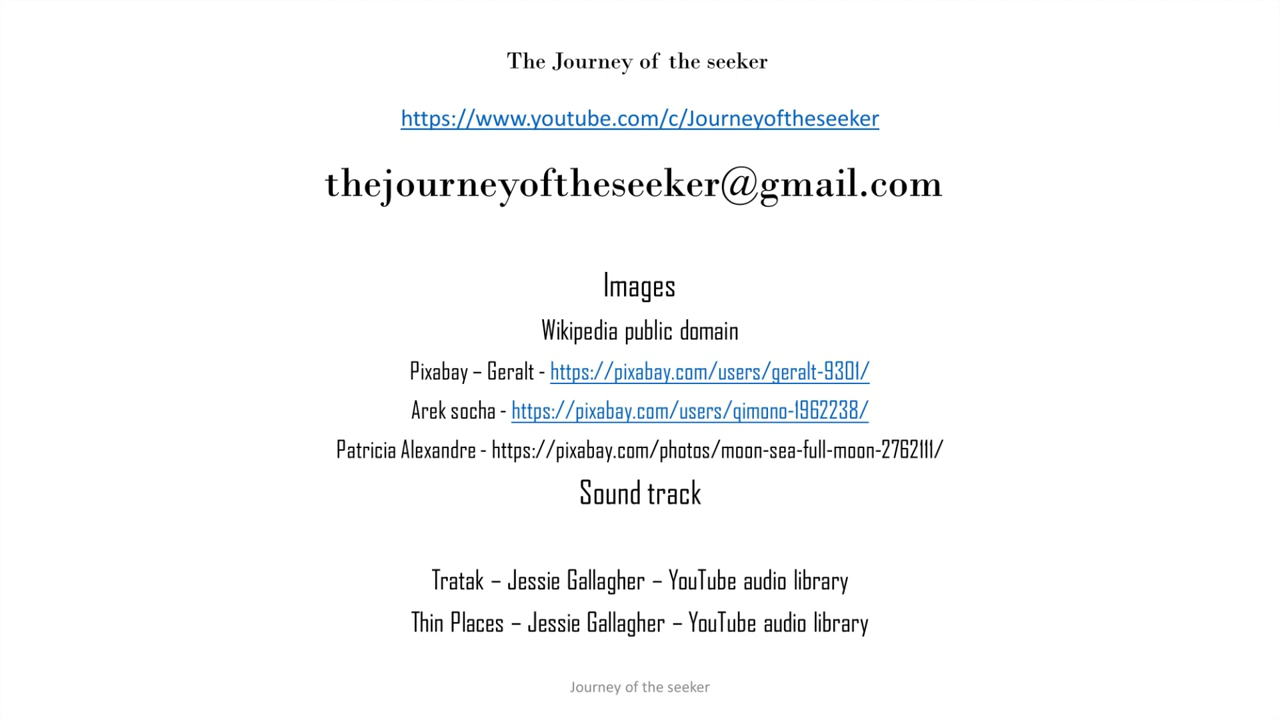 The Journey of the seeker
https://www.youtube.com/c/Journeyoftheseeker
thejourneyoftheseeker@gmail.com
Images
Wikipedia public domain
Pixabay – Geralt - https://pixabay.com/users/geralt-9301/
Arek socha - https://pixabay.com/users/qimono-1962238/
Patricia Alexandre - https://pixabay.com/photos/moon-sea-full-moon-2762111/
Sound track
Tratak – Jessie Gallagher – YouTube audio library
Thin Places – Jessie Gallagher – YouTube audio library
Journey of the seeker